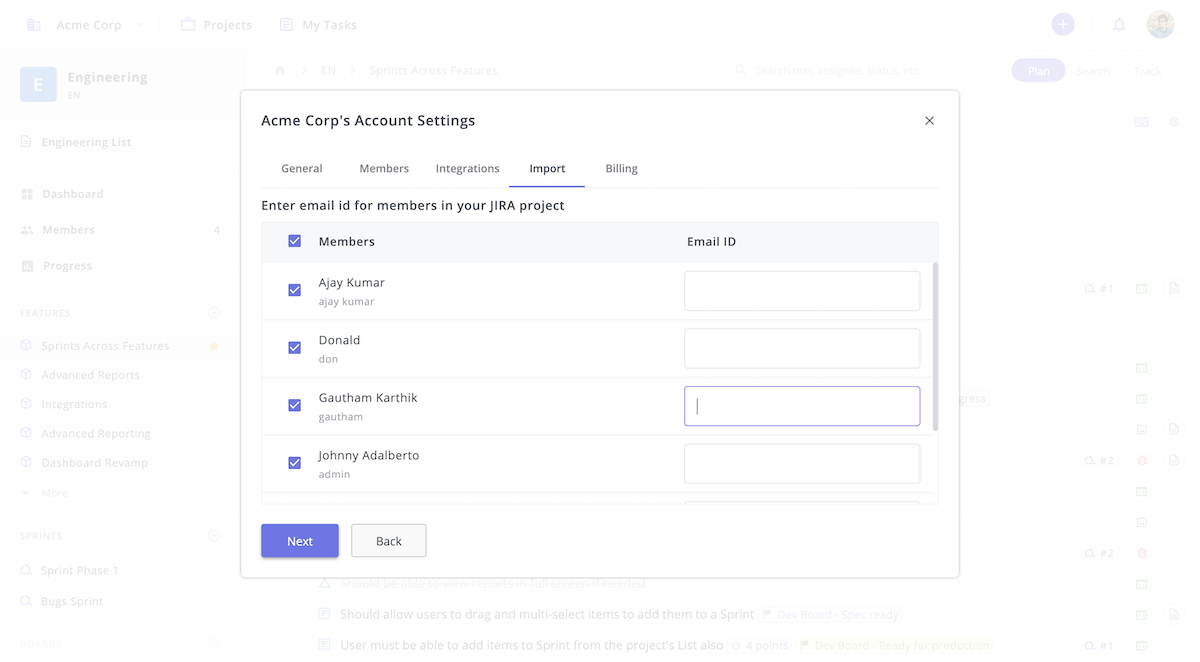 Acme Corp
Projects
My Tasks
Engineering
EN
E
EN
Sprints Across Features
Search text, assignee, status, etc.
Plan
Search
Track
Engineering List
Dashboard
Members 4
Progress
FEATURES
Sprints Across Features
Advanced Reports
Integrations
Advanced Reporting
Dashboard Revamp
More
SPRINTS
Sprint Phase 1
Bugs Sprint
BOARDS
Acme Corp's Account Settings
General Members Integrations Import Billing
Enter email id for members in your JIRA project
Members Email ID
Ajay Kumar
ajay kumar
Donald
don
Gautham Karthik
gautham
Johnny Adalberto
admin
Next Back
#1
#2
#2
Should be able to view reports in full screen if needed
Should allow users to drag and multi-select items to add them to a Sprint Dev Board - Spec ready
User must be able to add items to Sprint from the project's List also 4 points Dev Board - Ready for production #1